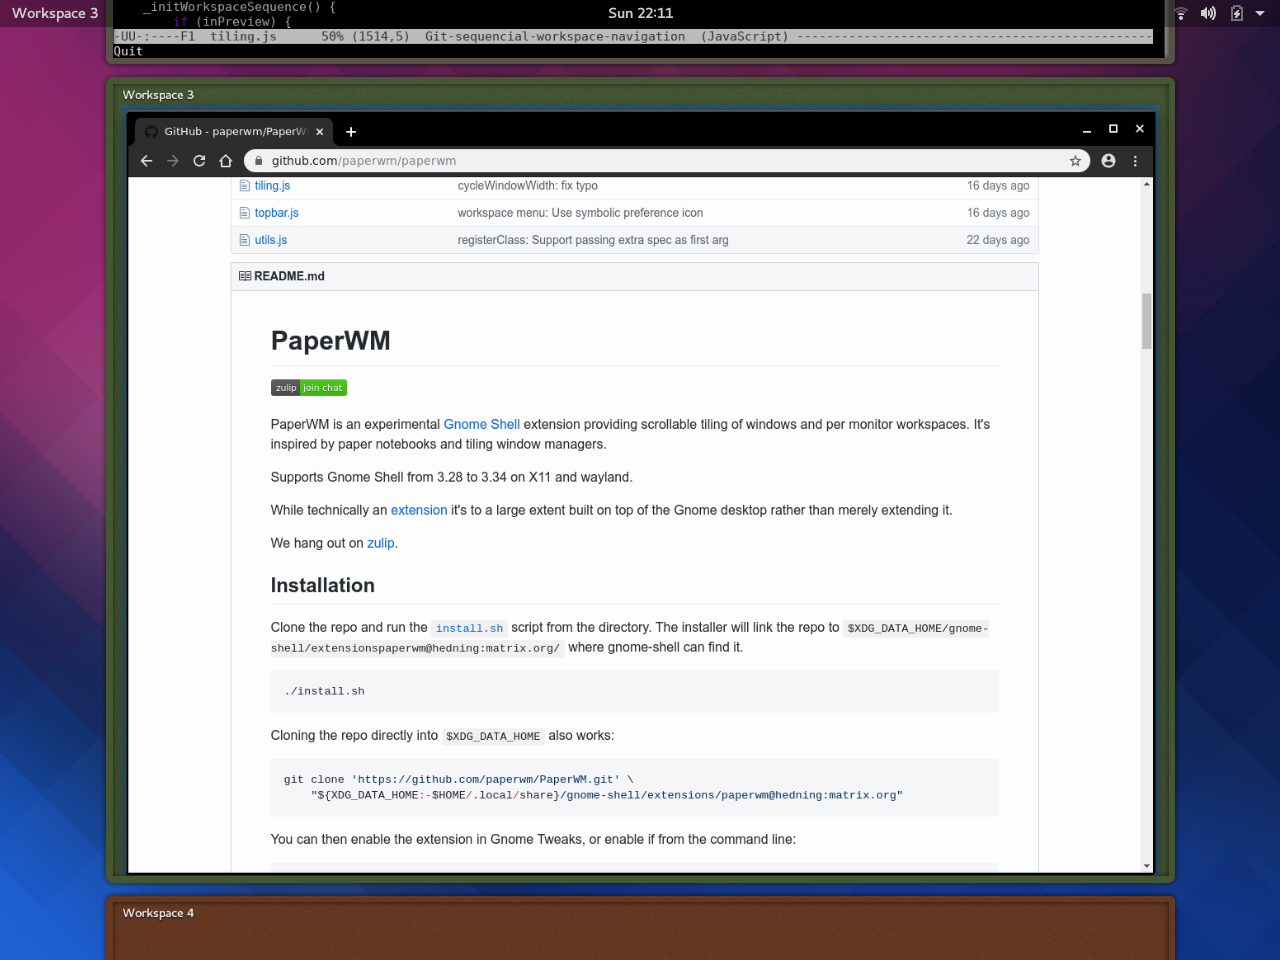 Workspace 3
Sun 22:11
_initWorkspaceSequence() {
if (inPreview) {
-UU-:----F1  tiling.js      50% (1514,5)  Git-sequencial-workspace-navigation  (JavaScript) ------------------------------------------------
Quit
Workspace 3
GitHub - paperwm/PaperW
github.com/paperwm/paperwm
tiling.js cycleWindowWidth: fix typo 16 days ago
topbar.js workspace menu: Use symbolic preference icon 16 days ago
utils.js registerClass: Support passing extra spec as first arg 22 days ago
README.md
PaperWM
zulip join chat
PaperWM is an experimental Gnome Shell extension providing scrollable tiling of windows and per monitor workspaces. It's
inspired by paper notebooks and tiling window managers.
Supports Gnome Shell from 3.28 to 3.34 on X11 and wayland.
While technically an extension it's to a large extent built on top of the Gnome desktop rather than merely extending it.
We hang out on zulip.
Installation
Clone the repo and run the install.sh script from the directory. The installer will link the repo to $XDG_DATA_HOME/gnome-
shell/extensionspaperwm@hedning:matrix.org/ where gnome-shell can find it.
./install.sh
Cloning the repo directly into $XDG_DATA_HOME also works:
git clone 'https://github.com/paperwm/PaperWM.git' \
"${XDG_DATA_HOME:-$HOME/.local/share}/gnome-shell/extensions/paperwm@hedning:matrix.org"
You can then enable the extension in Gnome Tweaks, or enable if from the command line:
Workspace 4